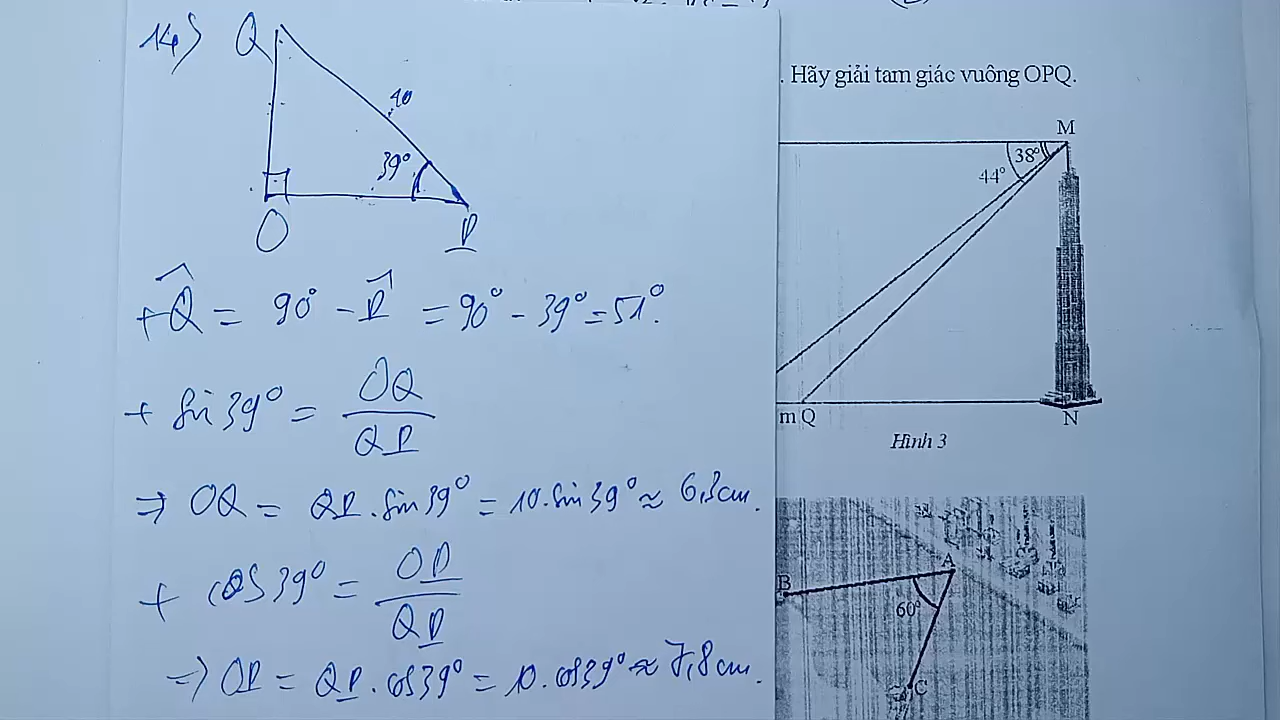 14)
Q
10
39°
O
P
+ Q̂ = 90° - P̂ = 90° - 39° = 51°.
+ sin 39° = OQ/QP
=> OQ = QP . sin 39° = 10 . sin 39° ≈ 6,3 cm.
+ cos 39° = OP/QP
=> OP = QP . cos 39° = 10 . cos 39° ≈ 7,8 cm.
. Hãy giải tam giác vuông OPQ.
M
38°
44°
m Q
N
Hình 3
A
B
60°
C